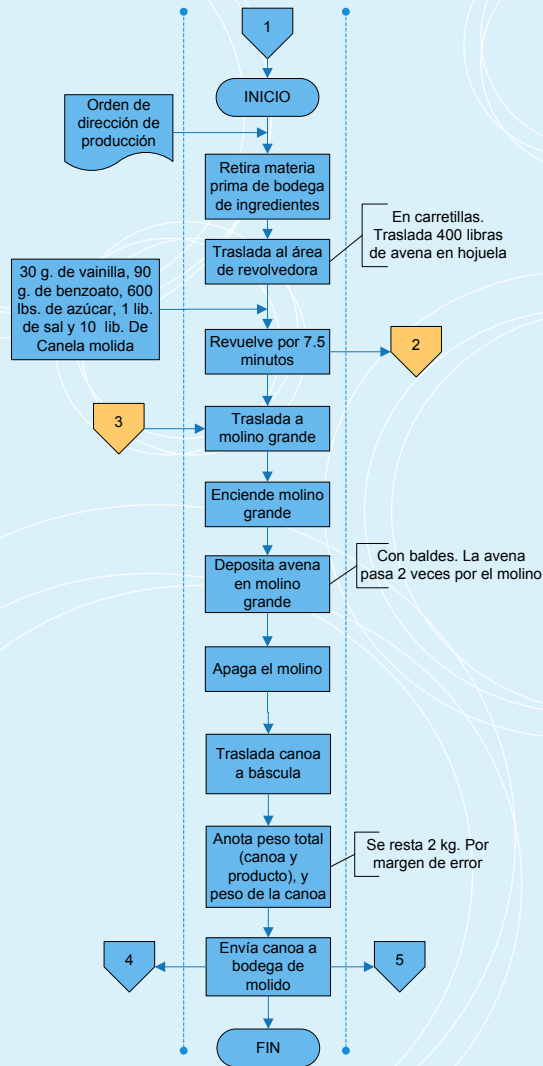 1
INICIO
Orden de
dirección de
producción
Retira materia
prima de bodega
de ingredientes
En carretillas.
Traslada 400 libras
de avena en hojuela
Traslada al área
de revolvedora
30 g. de vainilla, 90
g. de benzoato, 600
lbs. de azúcar, 1 lib.
de sal y 10 lib. De
Canela molida
Revuelve por 7.5
minutos
2
3
Traslada a
molino grande
Enciende molino
grande
Deposita avena
en molino
grande
Con baldes. La avena
pasa 2 veces por el molino
Apaga el molino
Traslada canoa
a báscula
Anota peso total
(canoa y
producto), y
peso de la canoa
Se resta 2 kg. Por
margen de error
4
Envía canoa a
bodega de
molido
5
FIN